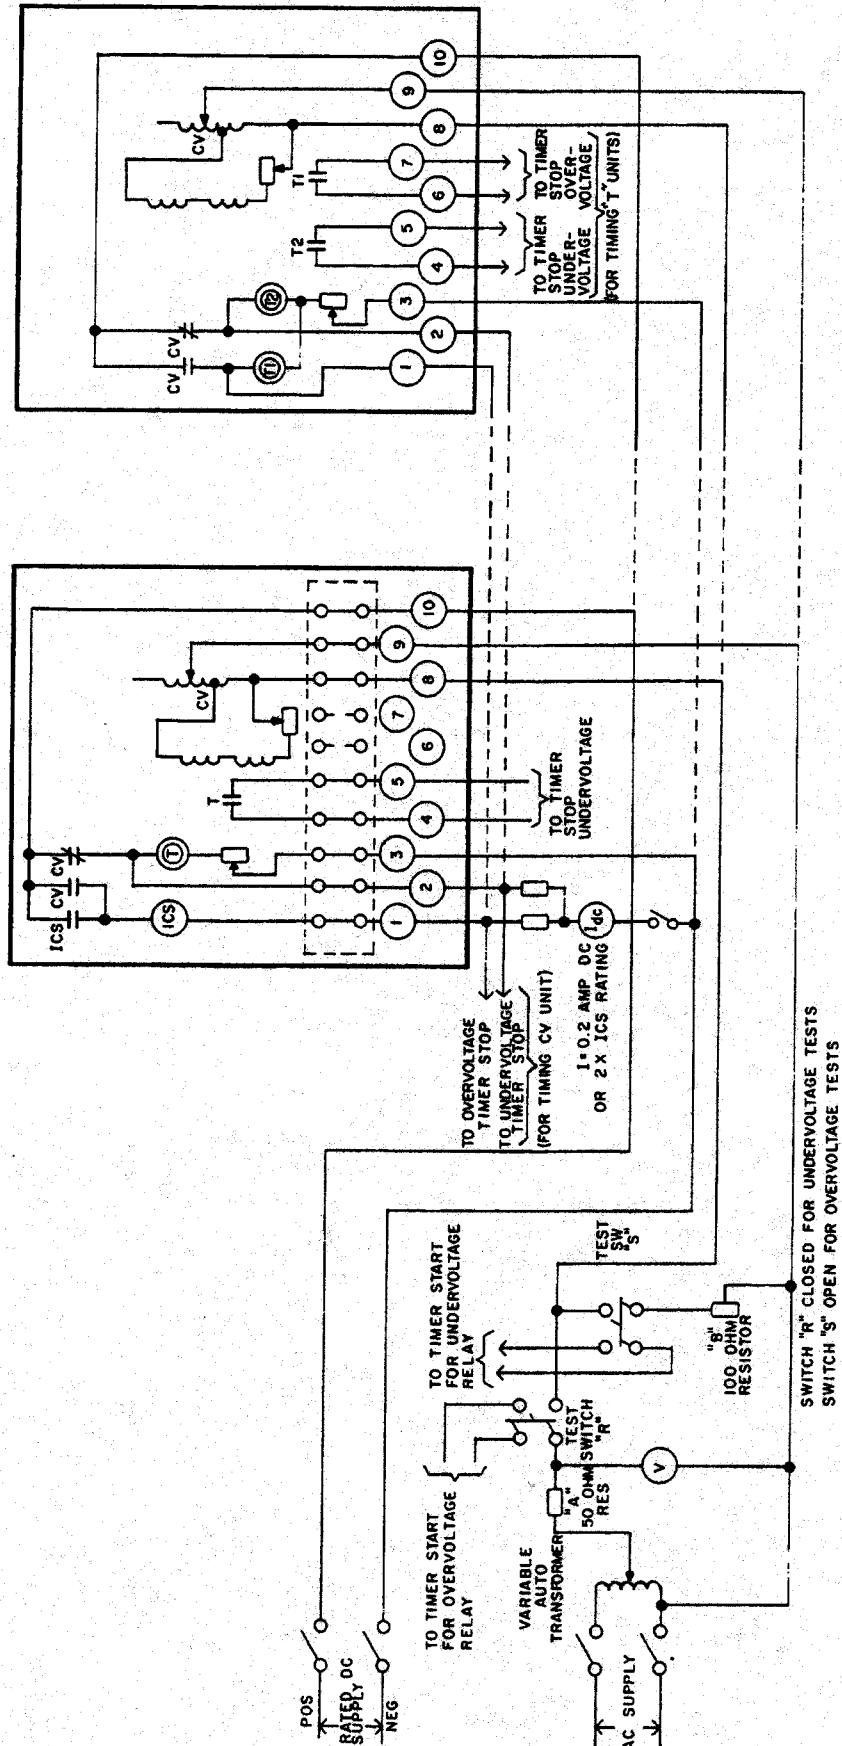 10
9
8
7
6
5
4
3
2
1
CV
T1
T2
CV
CV
T2
T1
TO TIMER
STOP
OVER-
VOLTAGE
TO TIMER
STOP
UNDER-
VOLTAGE
(FOR TIMING "T" UNITS)
10
9
8
7
6
5
4
3
2
1
CV
T
T
CV
CV
ICS
ICS
TO TIMER
STOP
UNDERVOLTAGE
Idc
I=0.2 AMP DC
OR 2 X ICS RATING
TO OVERVOLTAGE
TIMER STOP
TO UNDERVOLTAGE
TIMER STOP
(FOR TIMING CV UNIT)
TEST
SW
"S"
TO TIMER START
FOR UNDERVOLTAGE
RELAY
"B"
100 OHM
RESISTOR
TEST
SWITCH
"R"
V
"A"
50 OHM
RES
TO TIMER START
FOR OVERVOLTAGE
RELAY
VARIABLE
AUTO
TRANSFORMER
POS
RATED DC
SUPPLY
NEG
AC SUPPLY
SWITCH "R" CLOSED FOR UNDERVOLTAGE TESTS
SWITCH "S" OPEN FOR OVERVOLTAGE TESTS